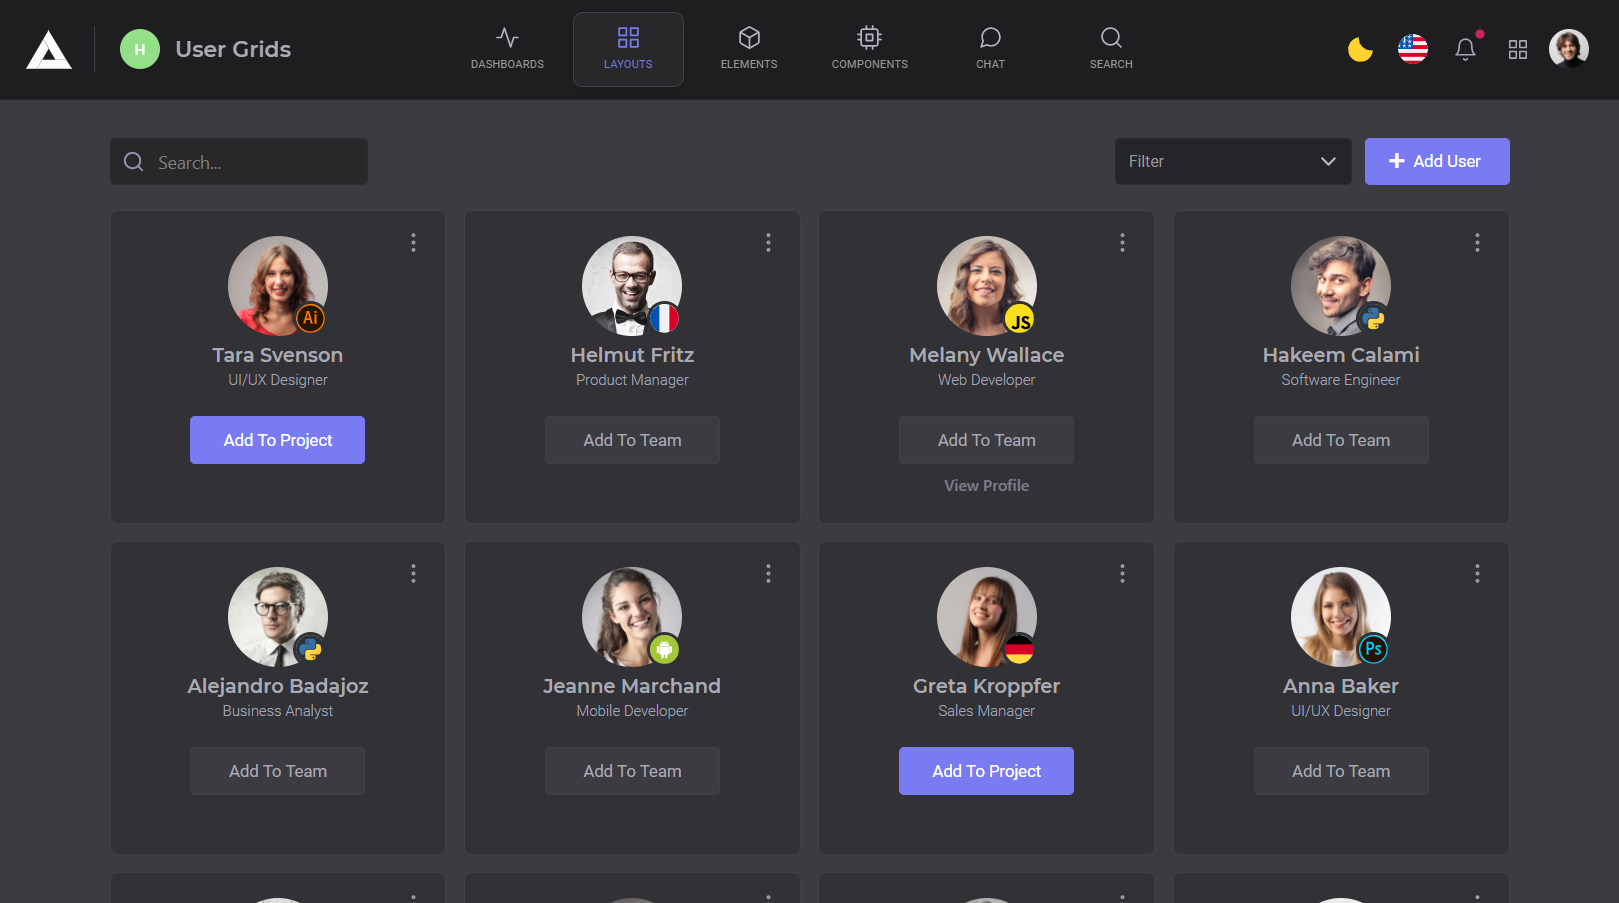 H
User Grids
DASHBOARDS
LAYOUTS
ELEMENTS
COMPONENTS
CHAT
SEARCH
Search...
Filter
Add User
Ai
JS
Tara Svenson
Helmut Fritz
Melany Wallace
Hakeem Calami
UI/UX Designer
Product Manager
Web Developer
Software Engineer
Add To Project
Add To Team
Add To Team
Add To Team
View Profile
Ps
Alejandro Badajoz
Jeanne Marchand
Greta Kroppfer
Anna Baker
Business Analyst
Mobile Developer
Sales Manager
UI/UX Designer
Add To Team
Add To Team
Add To Project
Add To Team